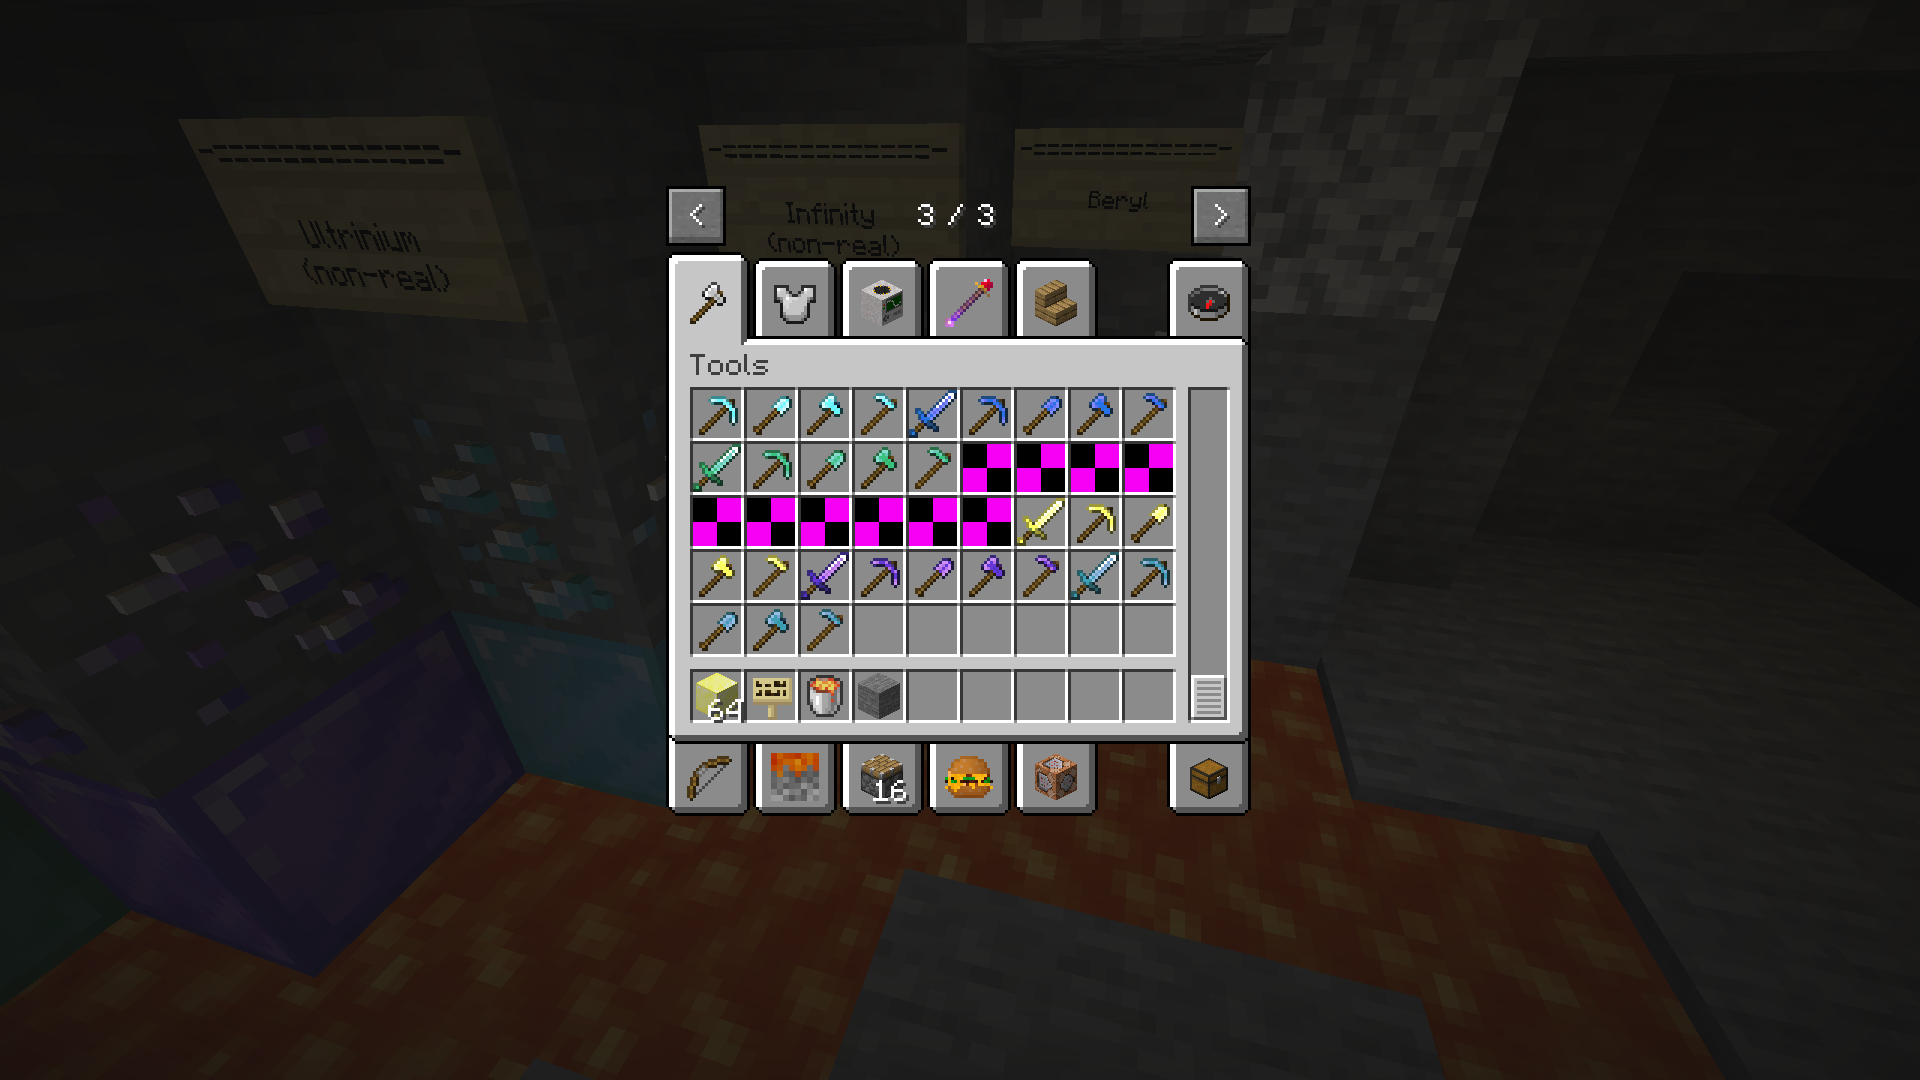 -================-
Ultrinium
(non-real)
-================-
Infinity
(non-real)
-================-
Beryl
<
3 / 3
>
Tools
64
16